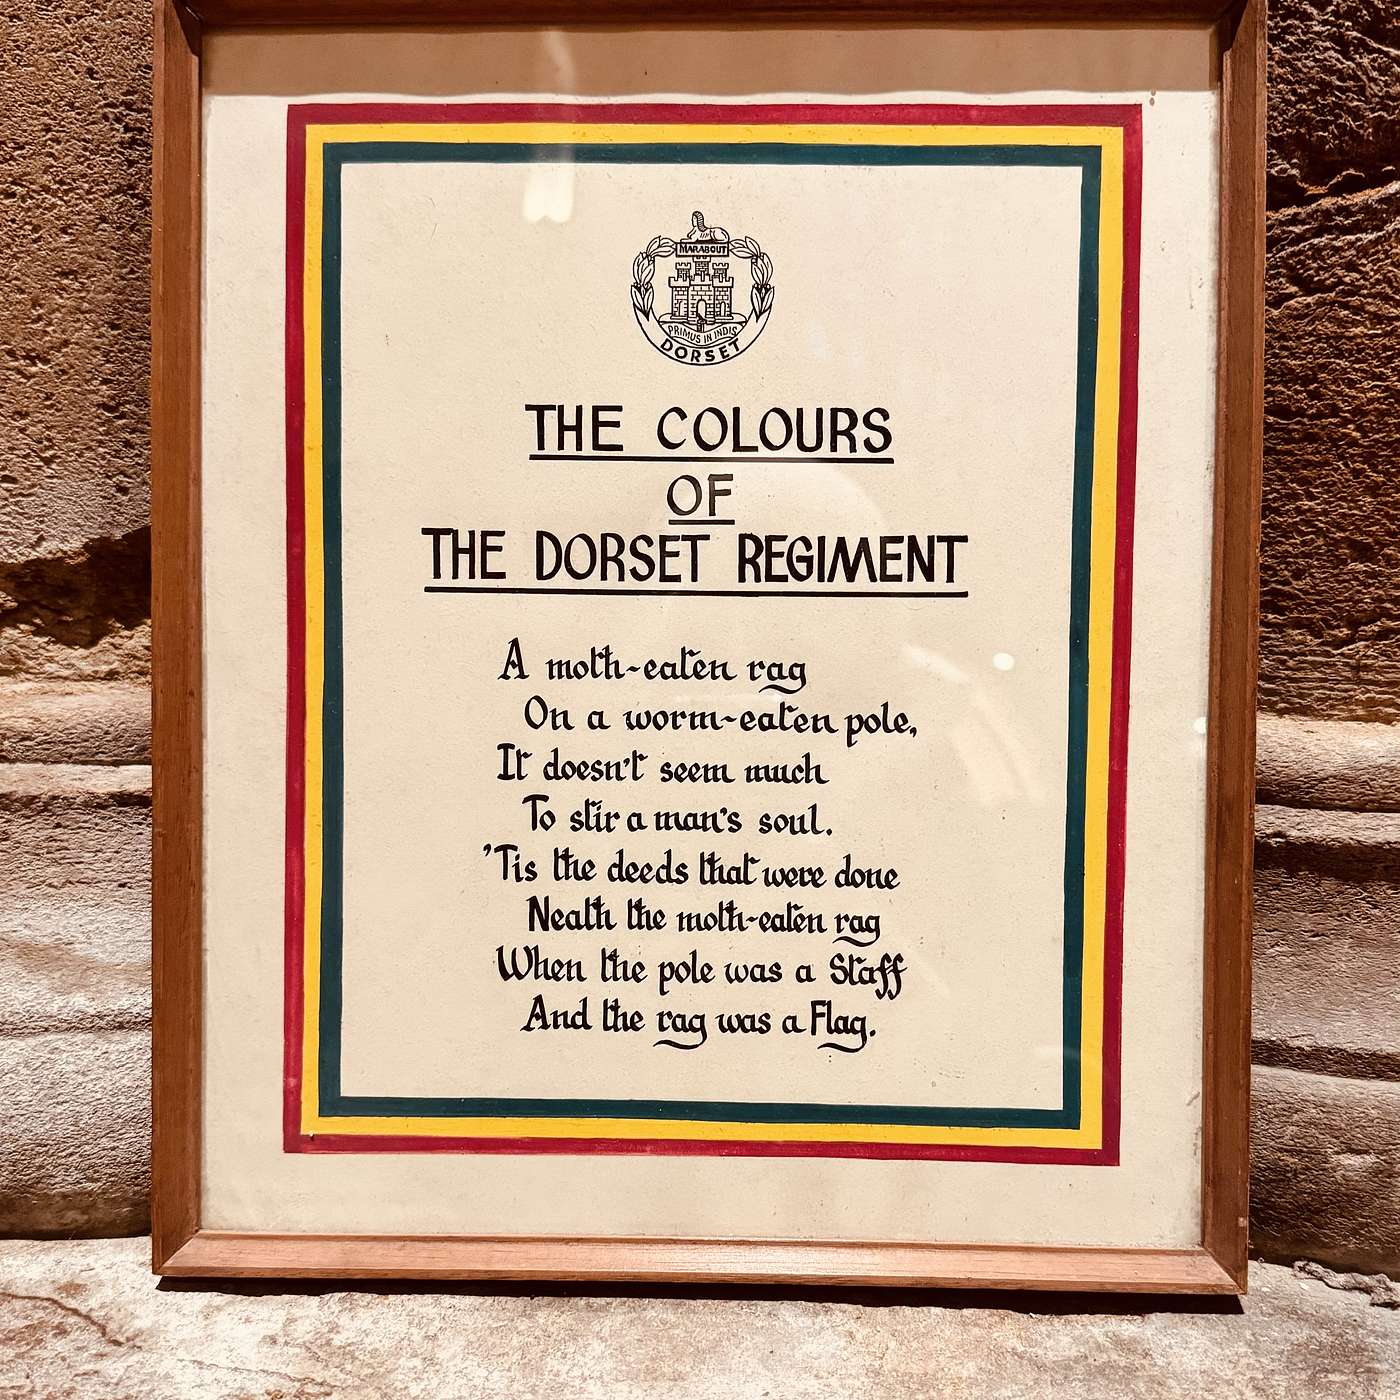 MARABOUT
PRIMUS IN INDIS
DORSET
THE COLOURS
OF
THE DORSET REGIMENT
A moth-eaten rag
On a worm-eaten pole,
It doesn't seem much
To stir a man's soul.
'Tis the deeds that were done
Neath the moth-eaten rag
When the pole was a Staff
And the rag was a Flag.